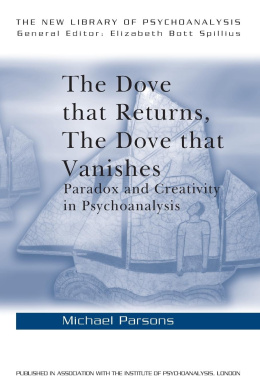 THE NEW LIBRARY OF PSYCHOANALYSIS
General Editor: Elizabeth Bott Spillius
The Dove
that Returns,
The Dove that
Vanishes
Paradox and Creativity
in Psychoanalysis
Michael Parsons
PUBLISHED IN ASSOCIATION WITH THE INSTITUTE OF PSYCHOANALYSIS, LONDON